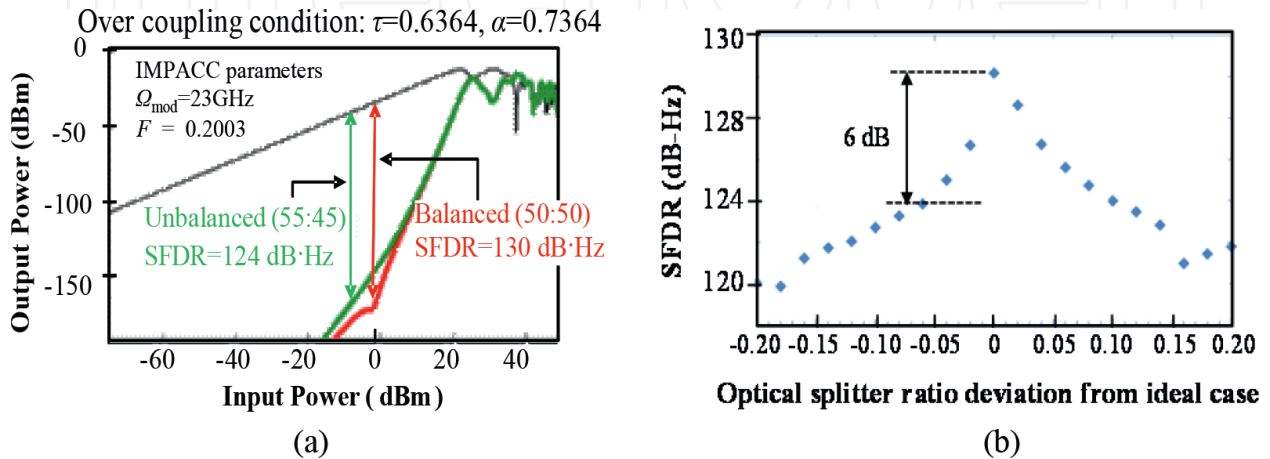 Over coupling condition: τ=0.6364, α=0.7364
0
-50
-100
-150
Output Power (dBm)
IMPACC parameters
Ωmod=23GHz
F = 0.2003
Unbalanced (55:45)
SFDR=124 dB·Hz
Balanced (50:50)
SFDR=130 dB·Hz
-60 -40 -20 0 20 40
Input Power ( dBm)
(a)
130
128
124
120
SFDR (dB-Hz)
6 dB
-0.20 -0.15 -0.10 -0.05 0 0.05 0.10 0.15 0.20
Optical splitter ratio deviation from ideal case
(b)